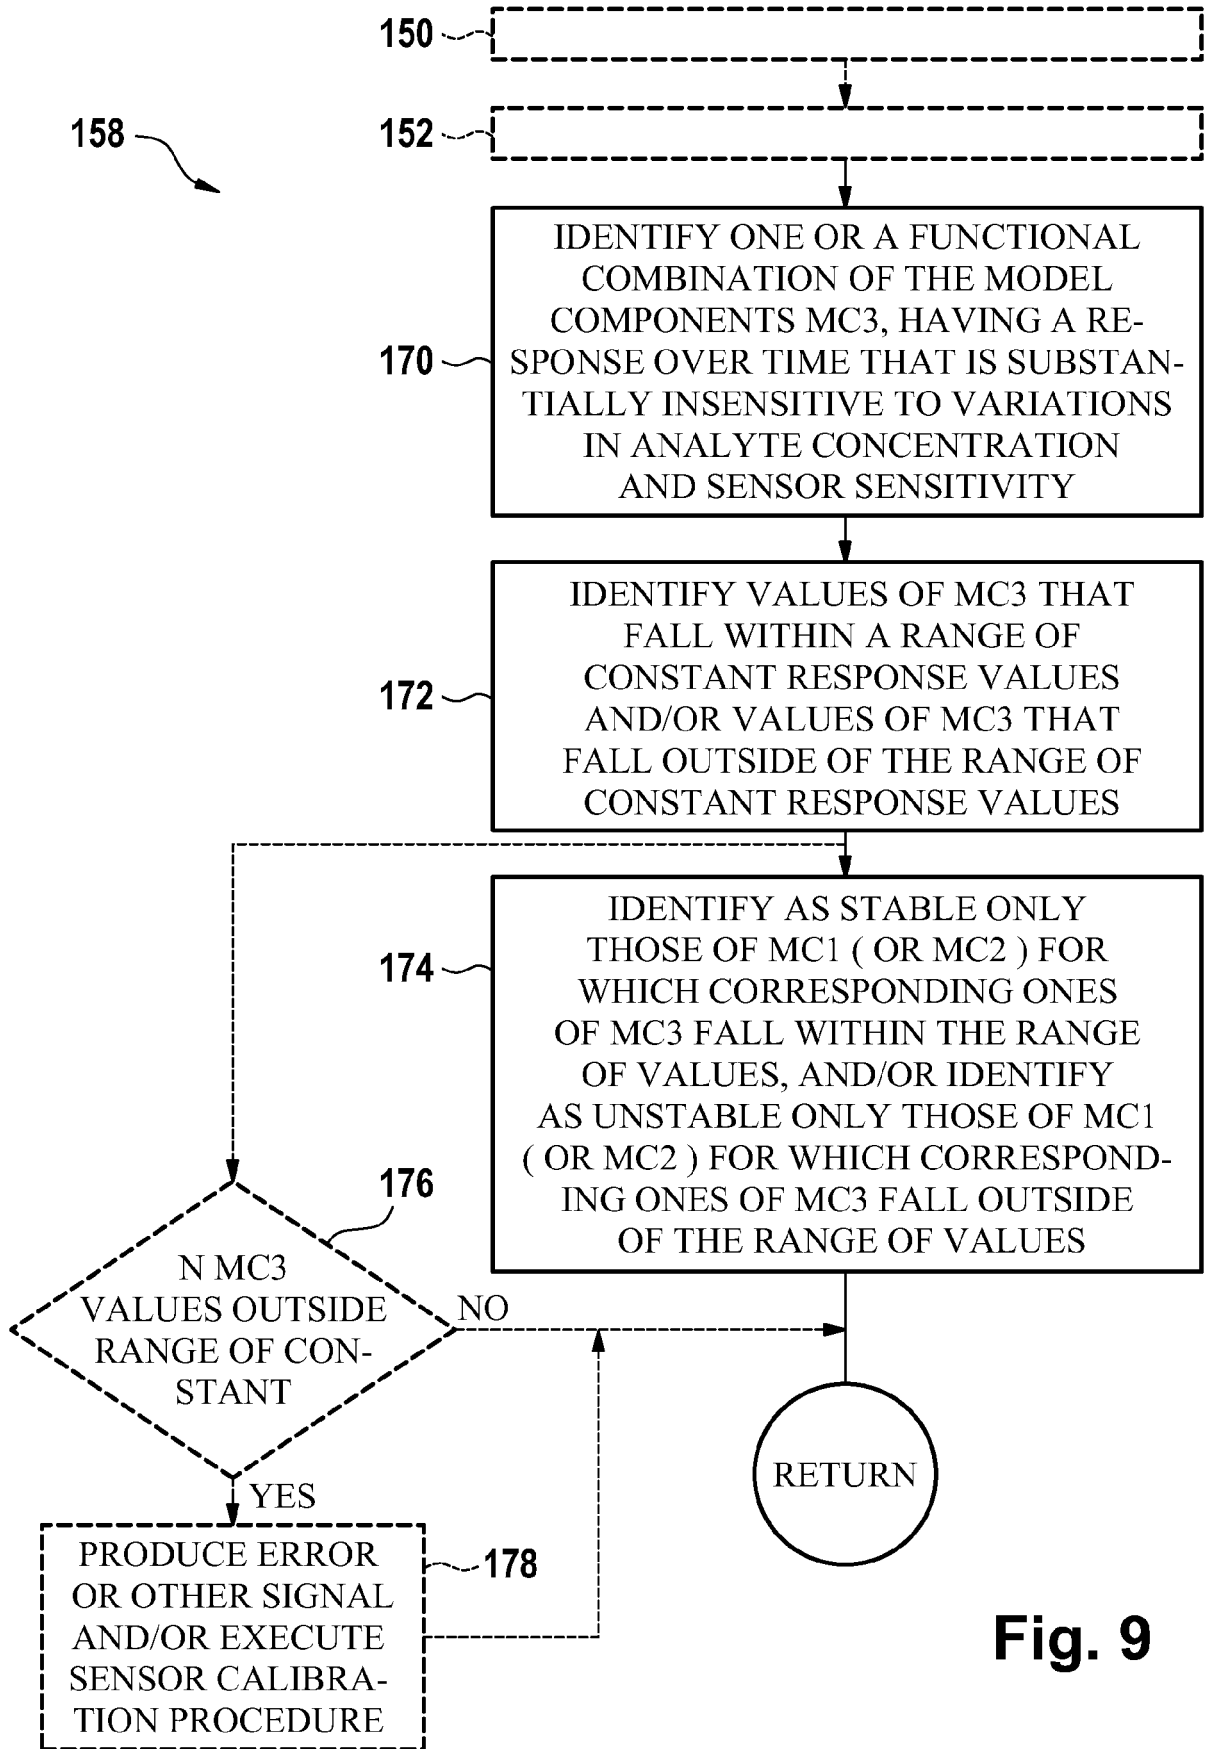 150
152
158
IDENTIFY ONE OR A FUNCTIONAL
COMBINATION OF THE MODEL
COMPONENTS MC3, HAVING A RE-
SPONSE OVER TIME THAT IS SUBSTAN-
TIALLY INSENSITIVE TO VARIATIONS
IN ANALYTE CONCENTRATION
AND SENSOR SENSITIVITY
170
IDENTIFY VALUES OF MC3 THAT
FALL WITHIN A RANGE OF
CONSTANT RESPONSE VALUES
AND/OR VALUES OF MC3 THAT
FALL OUTSIDE OF THE RANGE OF
CONSTANT RESPONSE VALUES
172
IDENTIFY AS STABLE ONLY
THOSE OF MC1 ( OR MC2 ) FOR
WHICH CORRESPONDING ONES
OF MC3 FALL WITHIN THE RANGE
OF VALUES, AND/OR IDENTIFY
AS UNSTABLE ONLY THOSE OF MC1
( OR MC2 ) FOR WHICH CORRESPOND-
ING ONES OF MC3 FALL OUTSIDE
OF THE RANGE OF VALUES
174
176
N MC3
VALUES OUTSIDE
RANGE OF CON-
STANT
NO
YES
RETURN
PRODUCE ERROR
OR OTHER SIGNAL
AND/OR EXECUTE
SENSOR CALIBRA-
TION PROCEDURE
178
Fig. 9